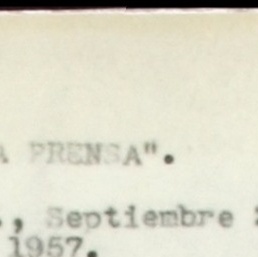 A PRENSA".
., Septiembre
1957.